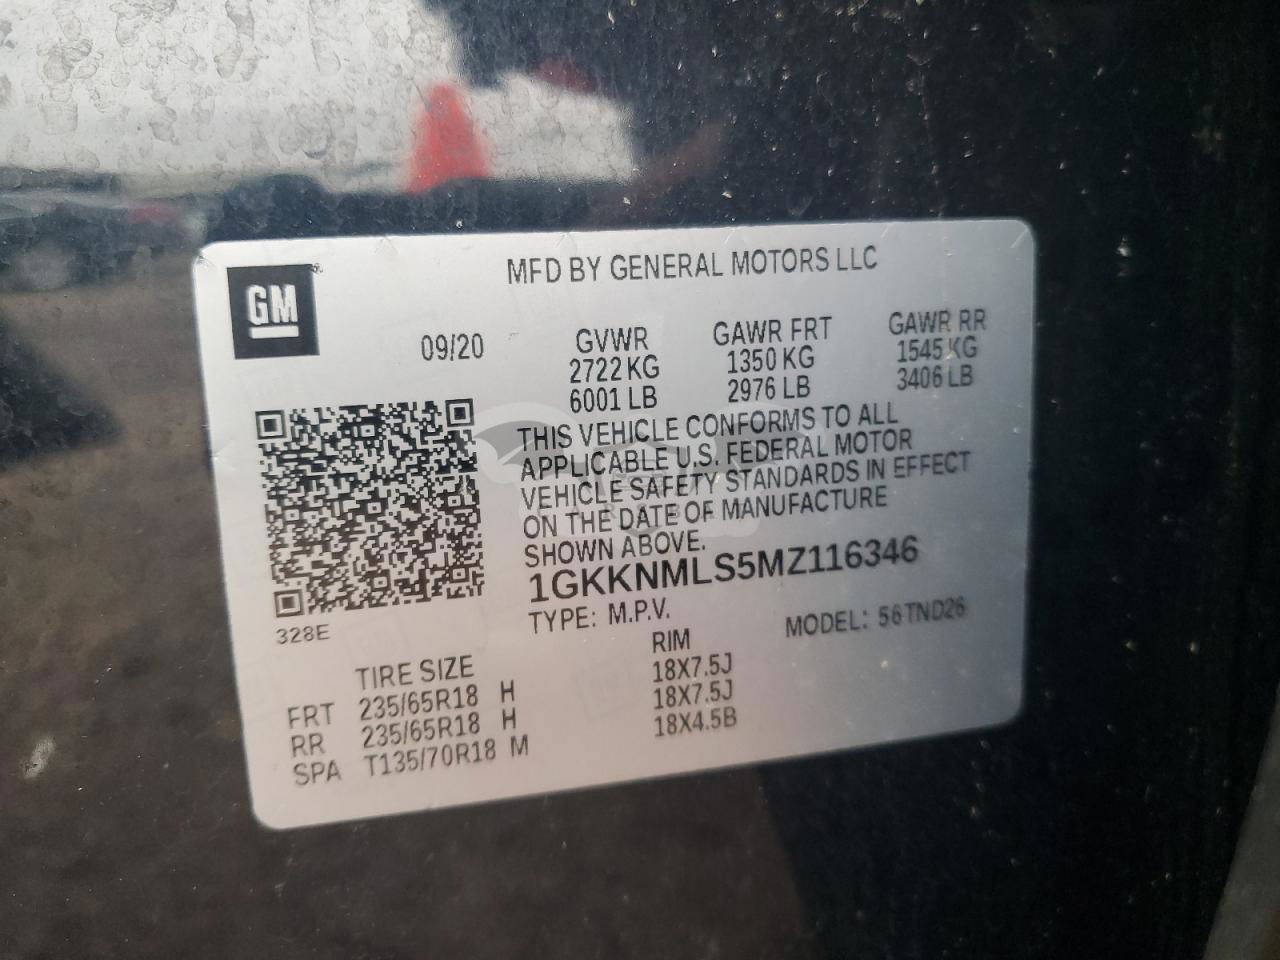 MFD BY GENERAL MOTORS LLC
GM
09/20
GVWR GAWR FRT GAWR RR
2722 KG 1350 KG 1545 KG
6001 LB 2976 LB 3406 LB
THIS VEHICLE CONFORMS TO ALL
APPLICABLE U.S. FEDERAL MOTOR
VEHICLE SAFETY STANDARDS IN EFFECT
ON THE DATE OF MANUFACTURE
SHOWN ABOVE.
1GKKNMLS5MZ116346
TYPE: M.P.V. MODEL: 56TND26
328E
TIRE SIZE RIM
FRT 235/65R18 H 18X7.5J
RR 235/65R18 H 18X7.5J
SPA T135/70R18 M 18X4.5B